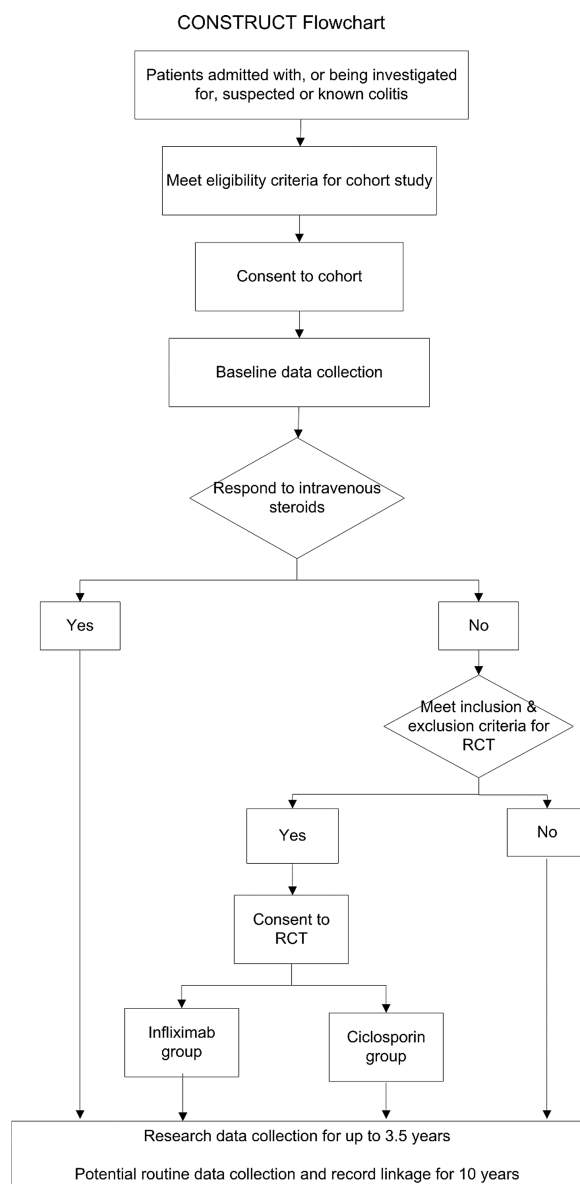 CONSTRUCT Flowchart
Patients admitted with, or being investigated
for, suspected or known colitis
Meet eligibility criteria for cohort study
Consent to cohort
Baseline data collection
Respond to intravenous
steroids
Yes
No
Meet inclusion &
exclusion criteria for
RCT
Yes
No
Consent to
RCT
Infliximab
group
Ciclosporin
group
Research data collection for up to 3.5 years
Potential routine data collection and record linkage for 10 years